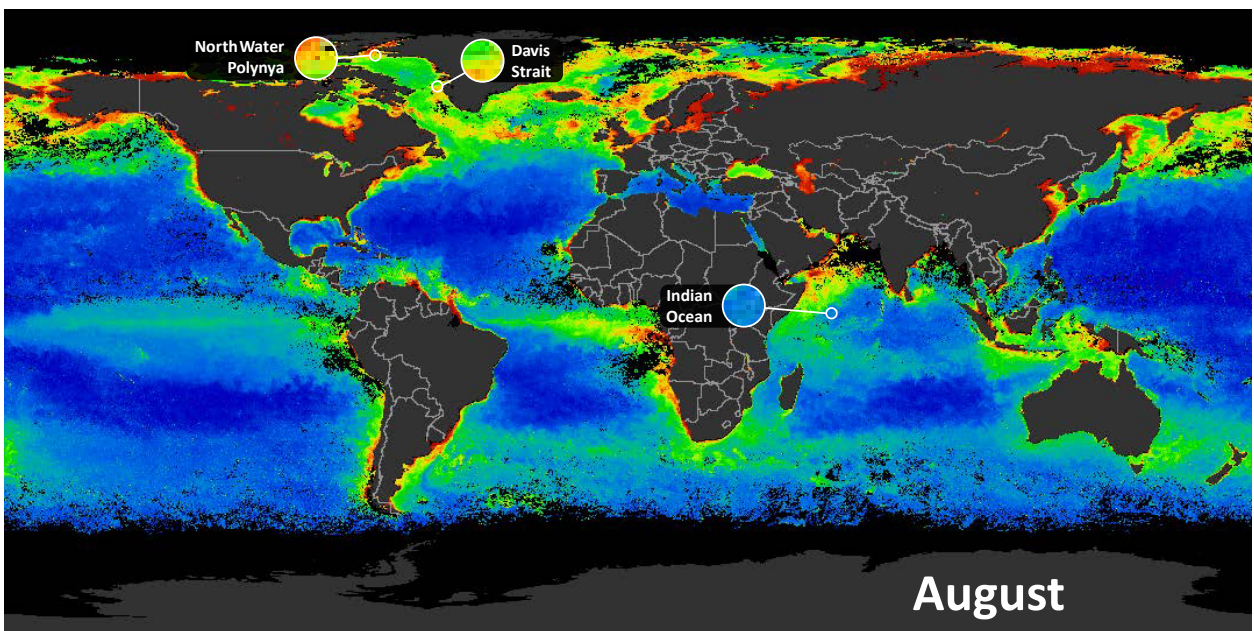 North Water
Polynya
Davis
Strait
Indian
Ocean
August